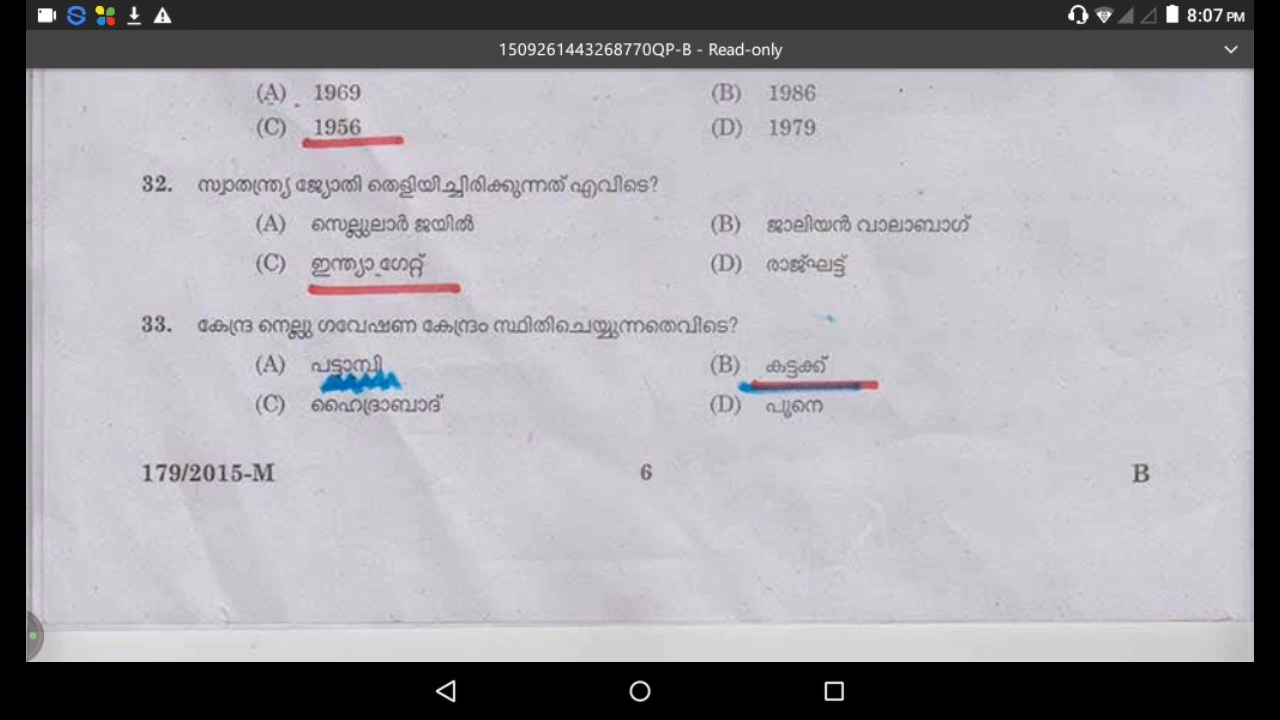 8:07 PM
1509261443268770QP-B - Read-only
(A) 1969 (B) 1986
(C) 1956 (D) 1979
32. സ്വാതന്ത്ര്യ ജ്യോതി തെളിയിച്ചിരിക്കുന്നത് എവിടെ?
(A) സെല്ലുലാർ ജയിൽ (B) ജാലിയൻ വാലാബാഗ്
(C) ഇന്ത്യാ ഗേറ്റ് (D) രാജ്ഘട്ട്
33. കേന്ദ്ര നെല്ലു ഗവേഷണ കേന്ദ്രം സ്ഥിതിചെയ്യുന്നതെവിടെ?
(A) പട്ടാമ്പി (B) കട്ടക്ക്
(C) ഹൈദ്രാബാദ് (D) പൂനെ
179/2015-M 6 B